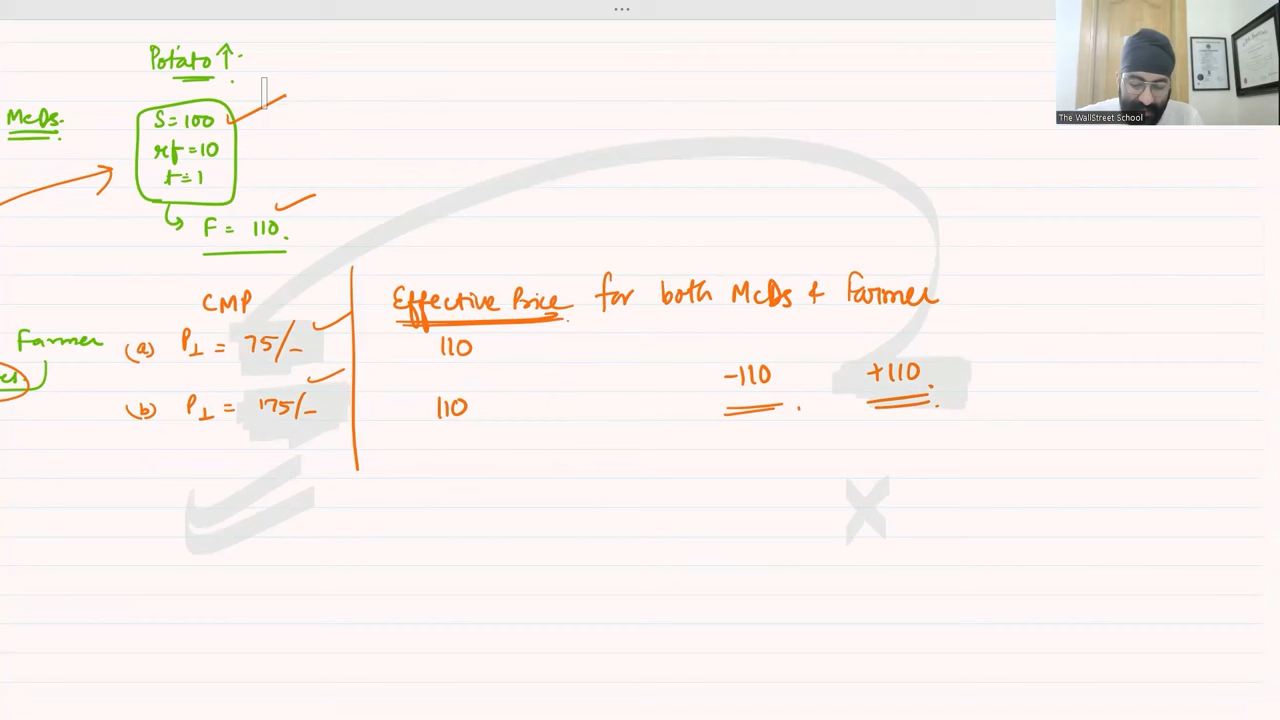 Potato ↑
McDs.
S = 100
rf = 10
t = 1
F = 110.
CMP
Effective Price for both McDs & Farmer
Farmer
(a) P₁ = 75/-
110
-110
+110.
(b) P₁ = 175/-
110
x
The WallStreet School